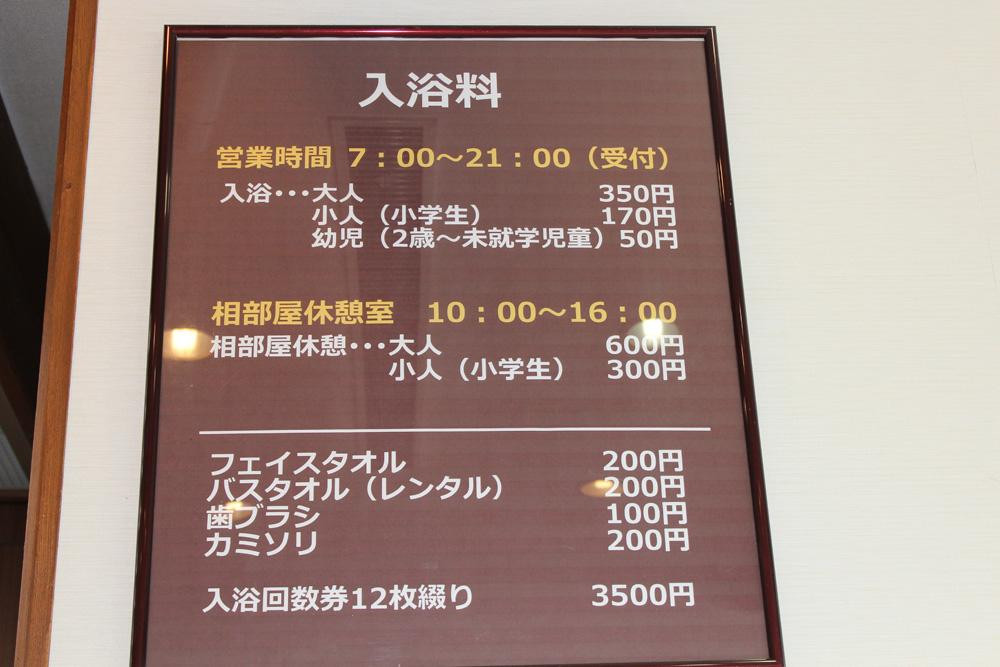 入浴料
営業時間 7：00～21：00（受付）
入浴･･･大人 350円
小人（小学生） 170円
幼児（2歳～未就学児童）50円
相部屋休憩室 10：00～16：00
相部屋休憩･･･大人 600円
小人（小学生） 300円
フェイスタオル 200円
バスタオル（レンタル） 200円
歯ブラシ 100円
カミソリ 200円
入浴回数券12枚綴り 3500円